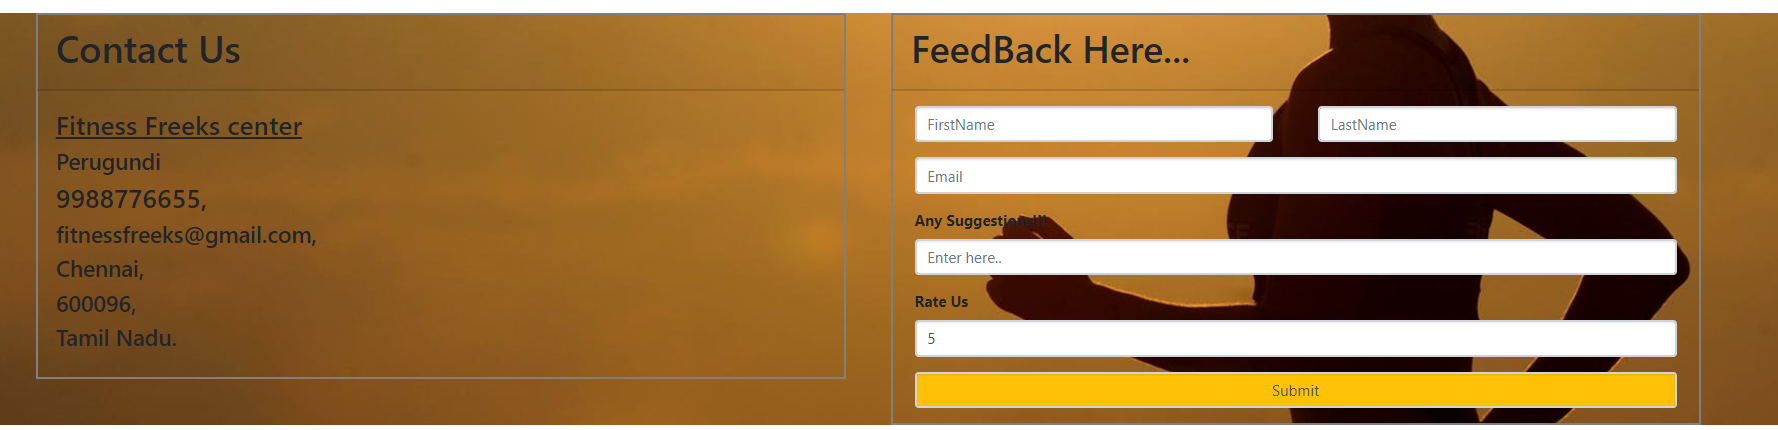 Contact Us
Fitness Freeks center
Perugundi
9988776655,
fitnessfreeks@gmail.com,
Chennai,
600096,
Tamil Nadu.
FeedBack Here...
FirstName
LastName
Email
Any Suggestions!!
Enter here..
Rate Us
5
Submit